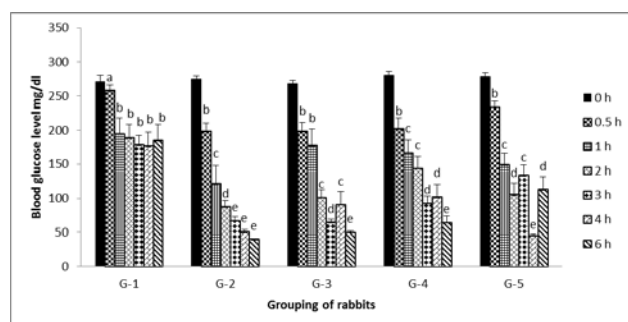 350
300
250
200
150
100
50
0
Blood glucose level mg/dl
a
b b b b b b
b c d e e e
b b c d c e
b c c d d e
b c c d e d
G-1 G-2 G-3 G-4 G-5
Grouping of rabbits
0 h
0.5 h
1 h
2 h
3 h
4 h
6 h